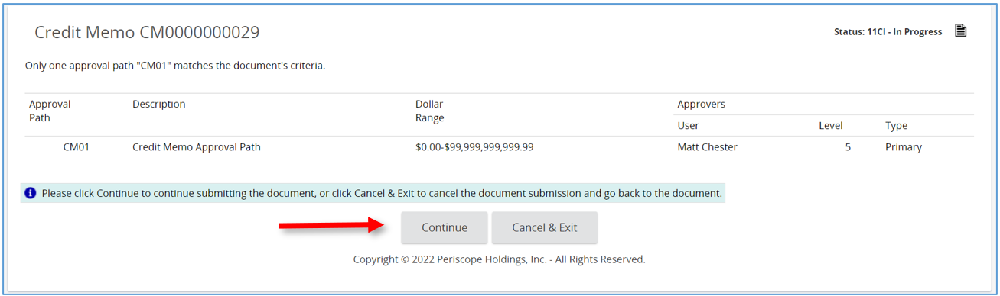 Credit Memo CM0000000029
Status: 11CI - In Progress
Only one approval path "CM01" matches the document's criteria.
Approval Path Description Dollar Range Approvers
User Level Type
CM01 Credit Memo Approval Path $0.00-$99,999,999,999.99 Matt Chester 5 Primary
Please click Continue to continue submitting the document, or click Cancel & Exit to cancel the document submission and go back to the document.
Continue Cancel & Exit
Copyright © 2022 Periscope Holdings, Inc. - All Rights Reserved.